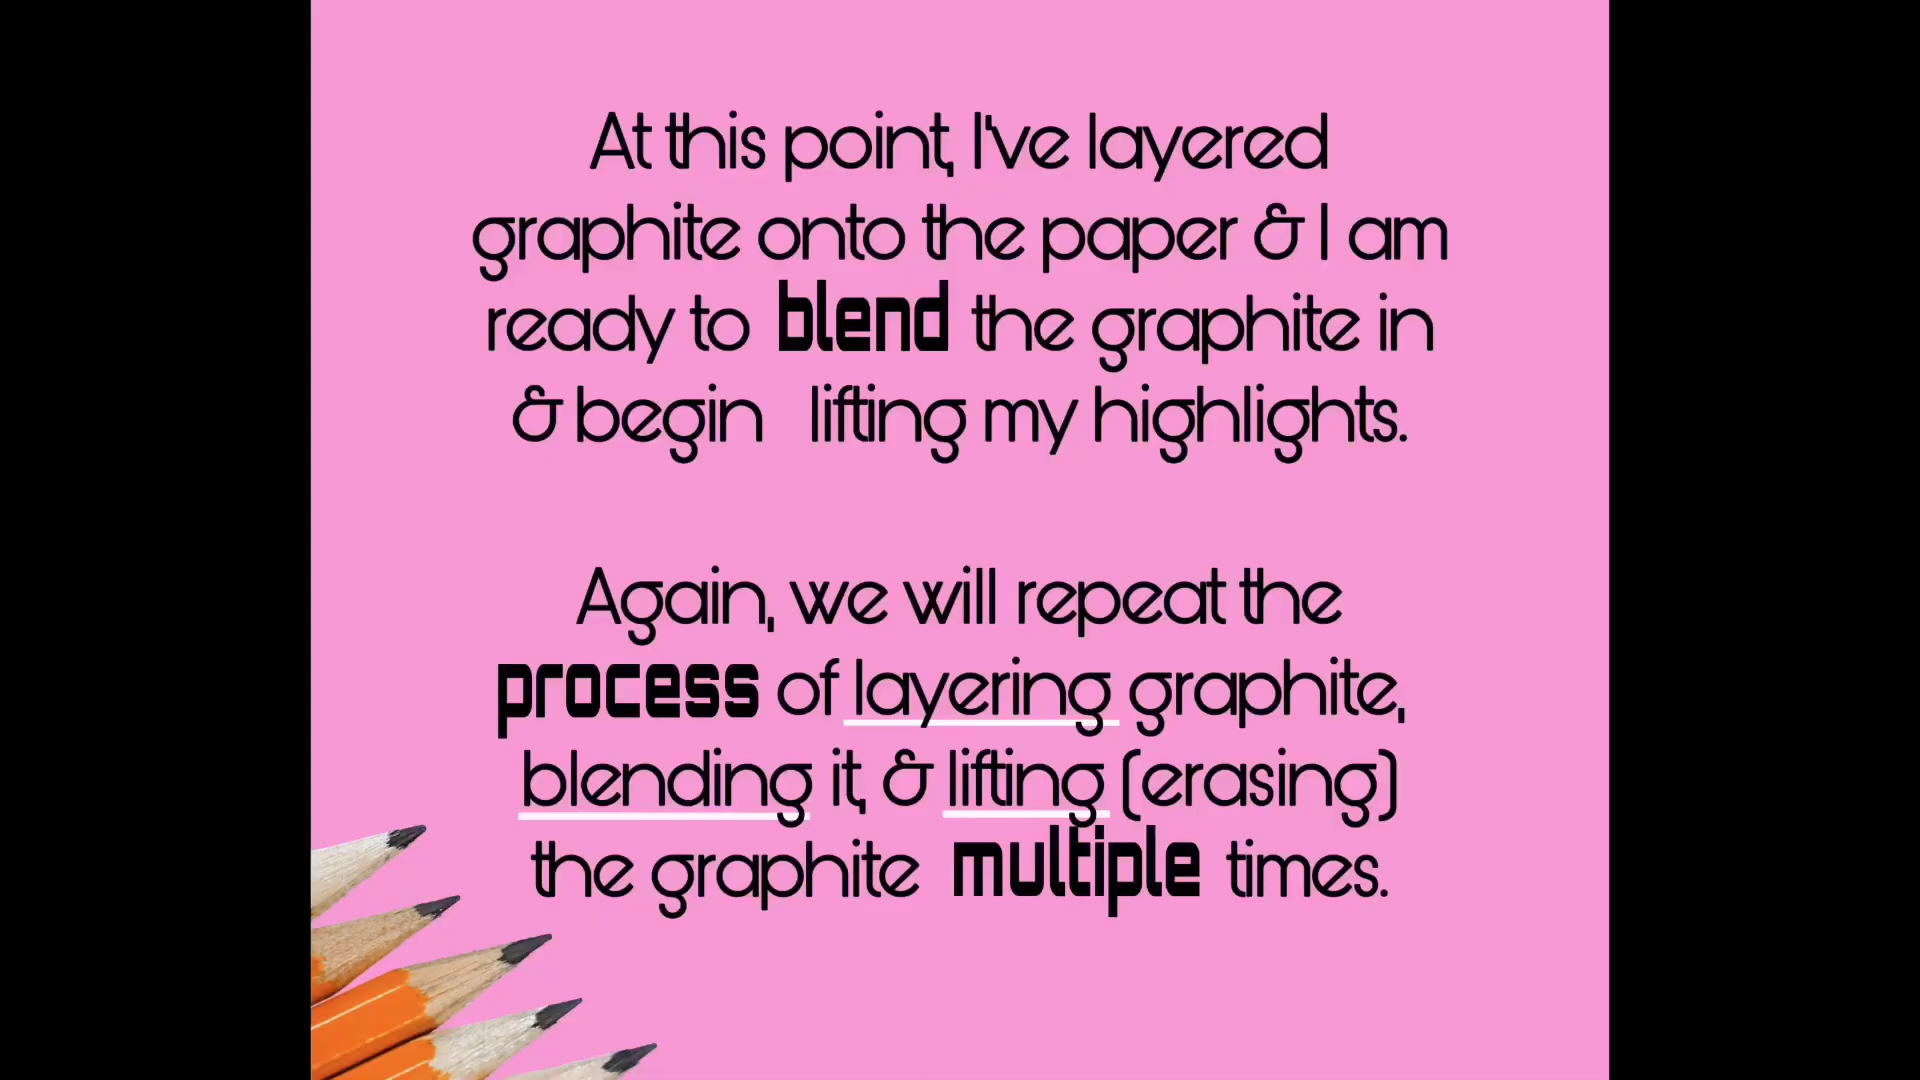 At this point, I've layered
graphite onto the paper & I am
ready to blend the graphite in
& begin lifting my highlights.
Again, we will repeat the
process of layering graphite,
blending it, & lifting (erasing)
the graphite multiple times.